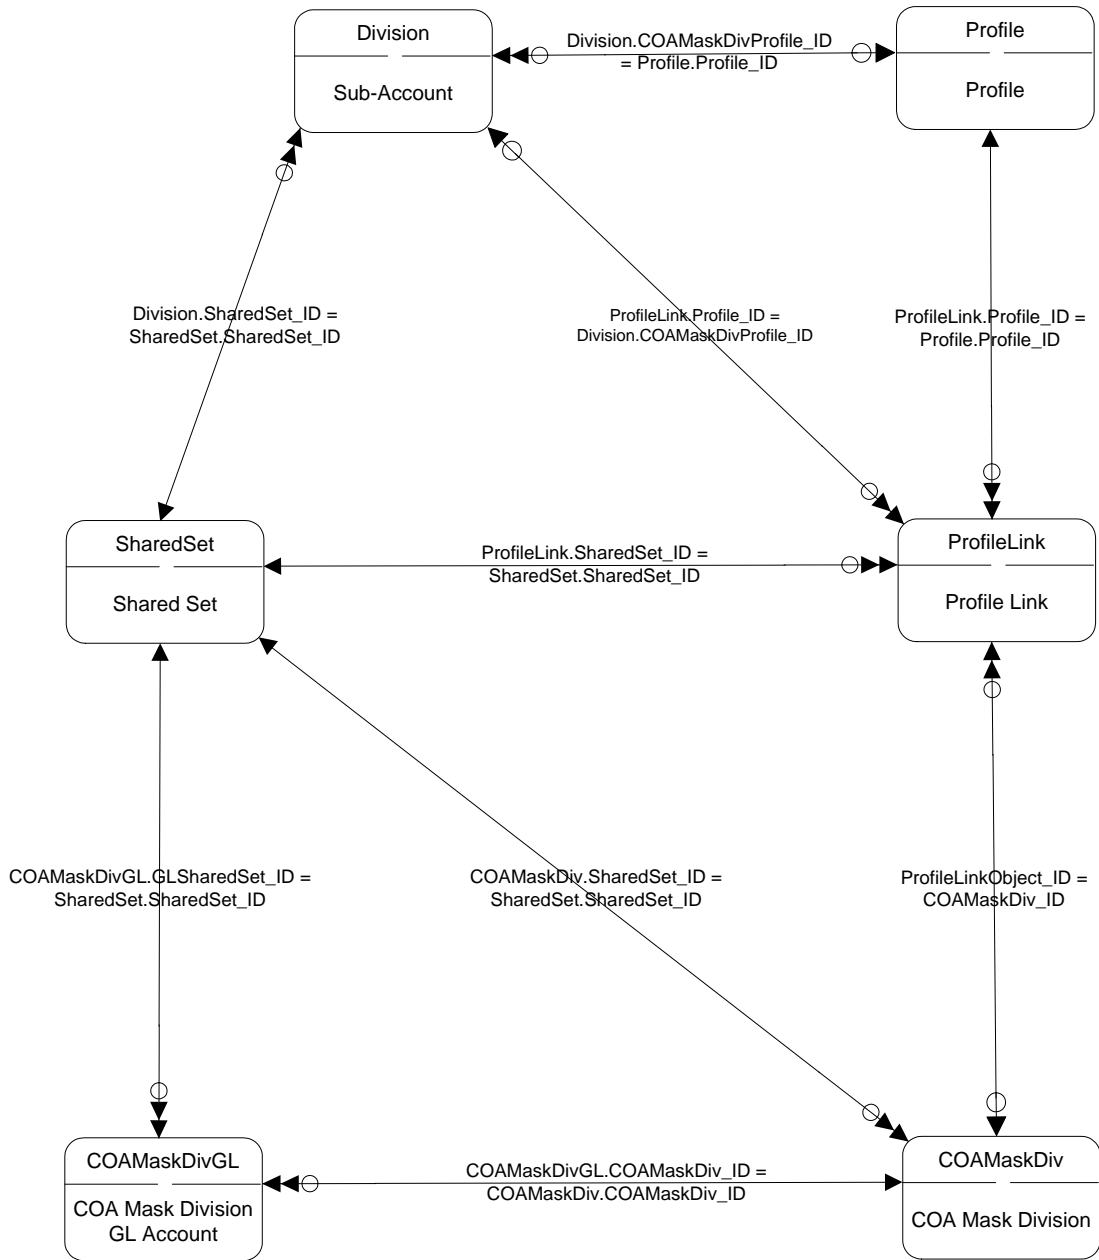 Division
Sub-Account
Division.COAMaskDivProfile_ID
= Profile.Profile_ID
Profile
Profile
Division.SharedSet_ID =
SharedSet.SharedSet_ID
ProfileLink.Profile_ID =
Division.COAMaskDivProfile_ID
ProfileLink.Profile_ID =
Profile.Profile_ID
SharedSet
Shared Set
ProfileLink.SharedSet_ID =
SharedSet.SharedSet_ID
ProfileLink
Profile Link
COAMaskDivGL.GLSharedSet_ID =
SharedSet.SharedSet_ID
COAMaskDiv.SharedSet_ID =
SharedSet.SharedSet_ID
ProfileLinkObject_ID =
COAMaskDiv_ID
COAMaskDivGL
COA Mask Division
GL Account
COAMaskDivGL.COAMaskDiv_ID =
COAMaskDiv.COAMaskDiv_ID
COAMaskDiv
COA Mask Division